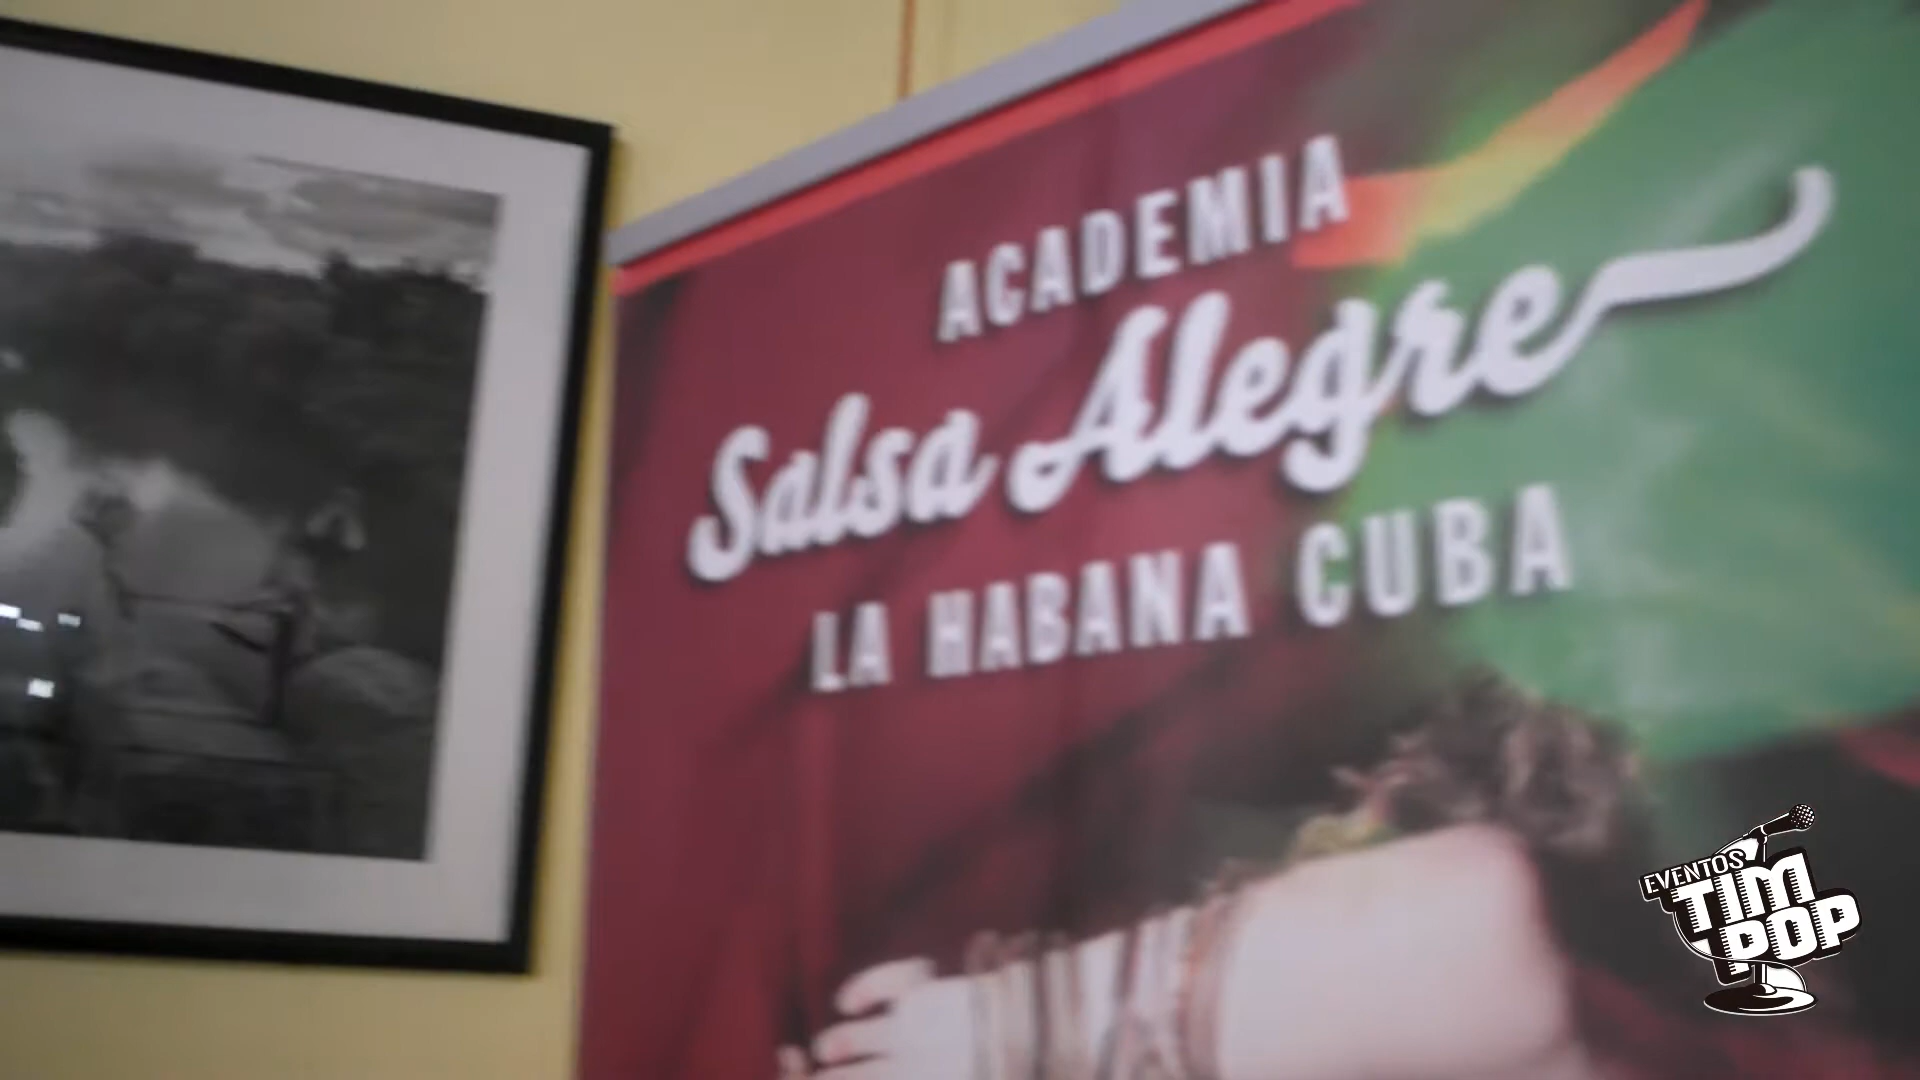 ACADEMIA
Salsa Alegre
LA HABANA CUBA
EVENTOS
TIM
POP